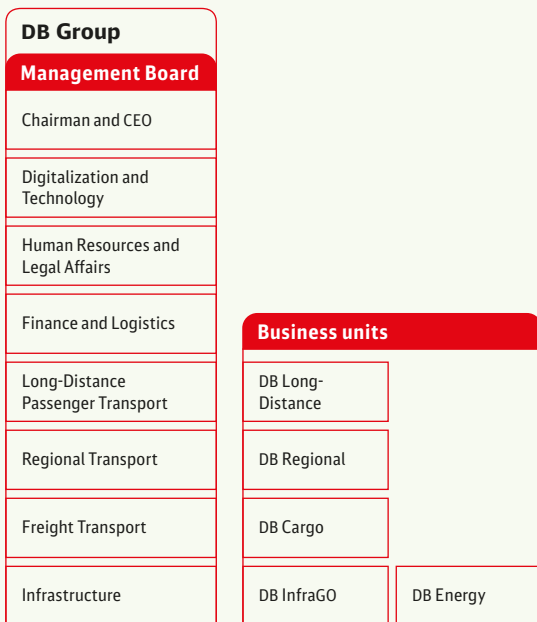 DB Group
Management Board
Chairman and CEO
Digitalization and
Technology
Human Resources and
Legal Affairs
Finance and Logistics
Business units
Long-Distance
Passenger Transport
DB Long-
Distance
Regional Transport
DB Regional
Freight Transport
DB Cargo
Infrastructure
DB InfraGO
DB Energy